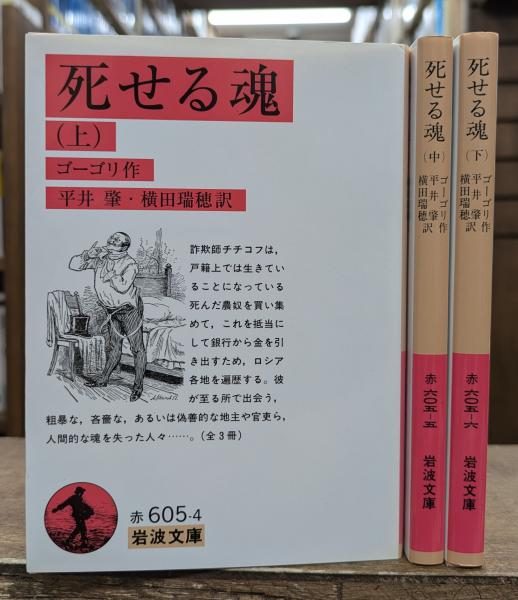 死せる魂
(上)
ゴーゴリ作
平井 肇・横田瑞穂訳
詐欺師チチコフは,
戸籍上では生きてい
ることになっている
死んだ農奴を買い集
めて, これを抵当に
して銀行から金を引
き出すため, ロシア
各地を遍歴する. 彼
が至る所で出会う,
粗暴な, 吝嗇な, あるいは偽善的な地主や官吏ら,
人間的な魂を失った人々……. (全3冊)
赤 605-4
岩波文庫
死せる魂(中)
ゴーゴリ作
平井肇
横田瑞穂訳
赤 六〇五-五
岩波文庫
死せる魂(下)
ゴーゴリ作
平井肇
横田瑞穂訳
赤 六〇五-六
岩波文庫